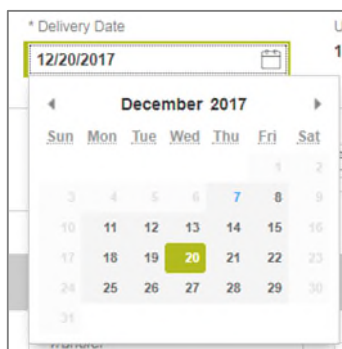 * Delivery Date
12/20/2017
December 2017
Sun Mon Tue Wed Thu Fri Sat
1 2
3 4 5 6 7 8 9
10 11 12 13 14 15 16
17 18 19 20 21 22 23
24 25 26 27 28 29 30
31